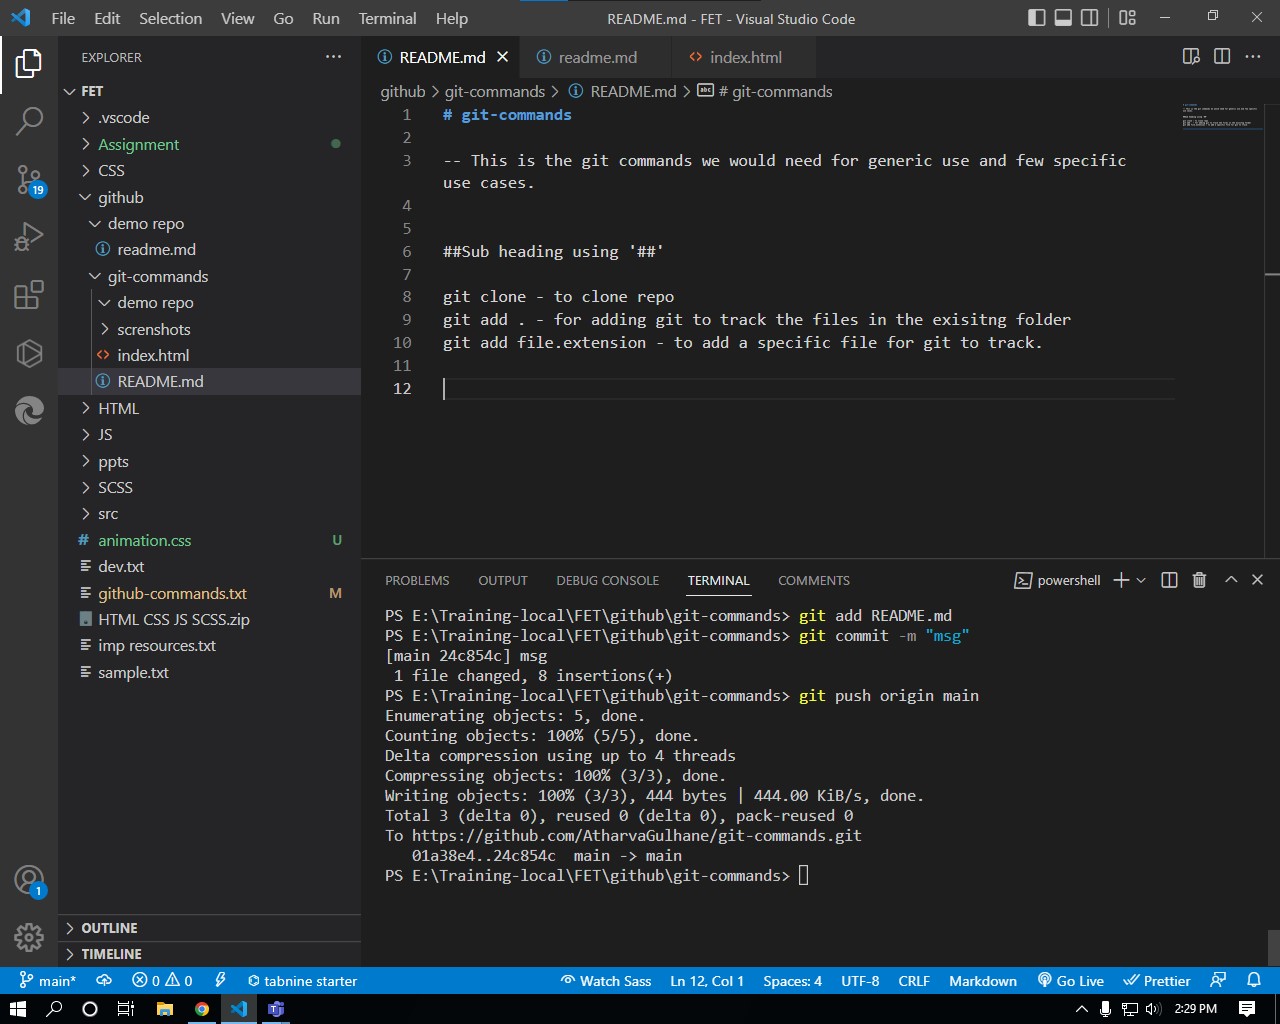 File Edit Selection View Go Run Terminal Help README.md - FET - Visual Studio Code
EXPLORER
FET
.vscode
Assignment
CSS
github
demo repo
readme.md
git-commands
demo repo
screnshots
index.html
README.md
HTML
JS
ppts
SCSS
src
animation.css U
dev.txt
github-commands.txt M
HTML CSS JS SCSS.zip
imp resources.txt
sample.txt
OUTLINE
TIMELINE
19
1
README.md readme.md index.html
github > git-commands > README.md > # git-commands
1 # git-commands
2
3 -- This is the git commands we would need for generic use and few specific
use cases.
4
5
6 ##Sub heading using '##'
7
8 git clone - to clone repo
9 git add . - for adding git to track the files in the exisitng folder
10 git add file.extension - to add a specific file for git to track.
11
12
PROBLEMS OUTPUT DEBUG CONSOLE TERMINAL COMMENTS powershell
PS E:\Training-local\FET\github\git-commands> git add README.md
PS E:\Training-local\FET\github\git-commands> git commit -m "msg"
[main 24c854c] msg
1 file changed, 8 insertions(+)
PS E:\Training-local\FET\github\git-commands> git push origin main
Enumerating objects: 5, done.
Counting objects: 100% (5/5), done.
Delta compression using up to 4 threads
Compressing objects: 100% (3/3), done.
Writing objects: 100% (3/3), 444 bytes | 444.00 KiB/s, done.
Total 3 (delta 0), reused 0 (delta 0), pack-reused 0
To https://github.com/AtharvaGulhane/git-commands.git
01a38e4..24c854c main -> main
PS E:\Training-local\FET\github\git-commands>
main* 0 0 tabnine starter Watch Sass Ln 12, Col 1 Spaces: 4 UTF-8 CRLF Markdown Go Live Prettier
2:29 PM